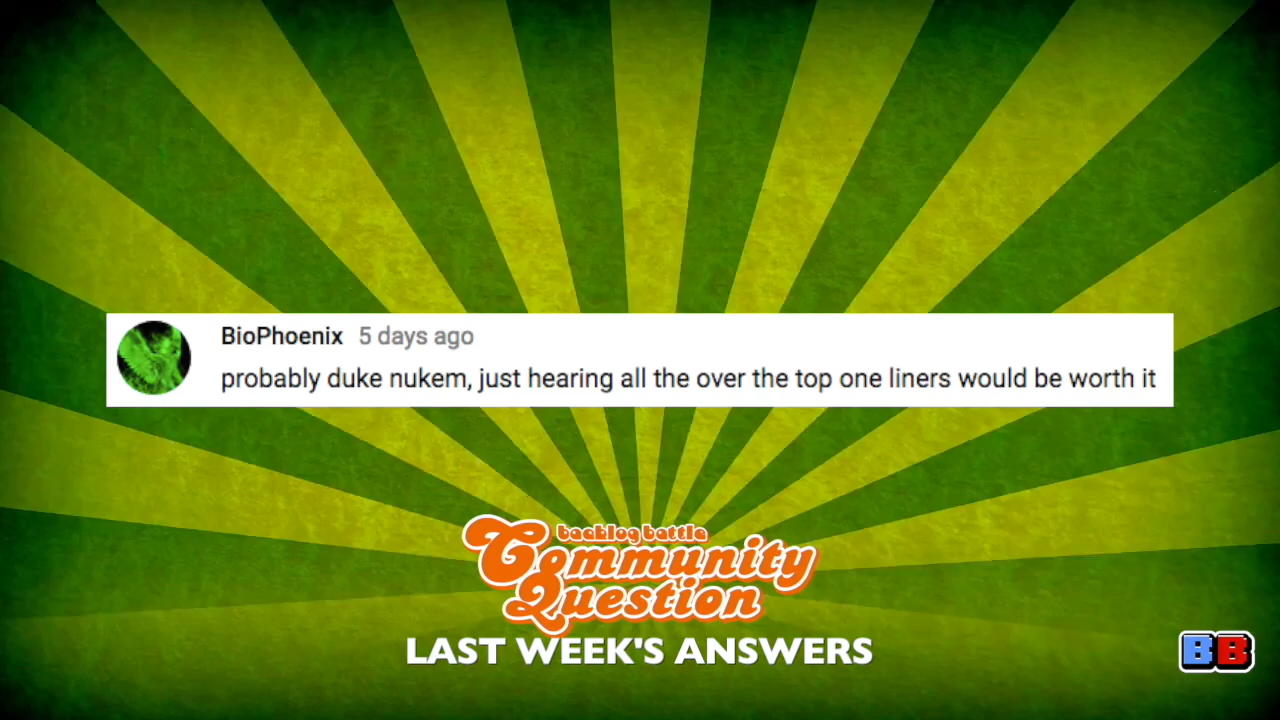 BioPhoenix 5 days ago
probably duke nukem, just hearing all the over the top one liners would be worth it
backlog battle
Community
Question
LAST WEEK'S ANSWERS
BB